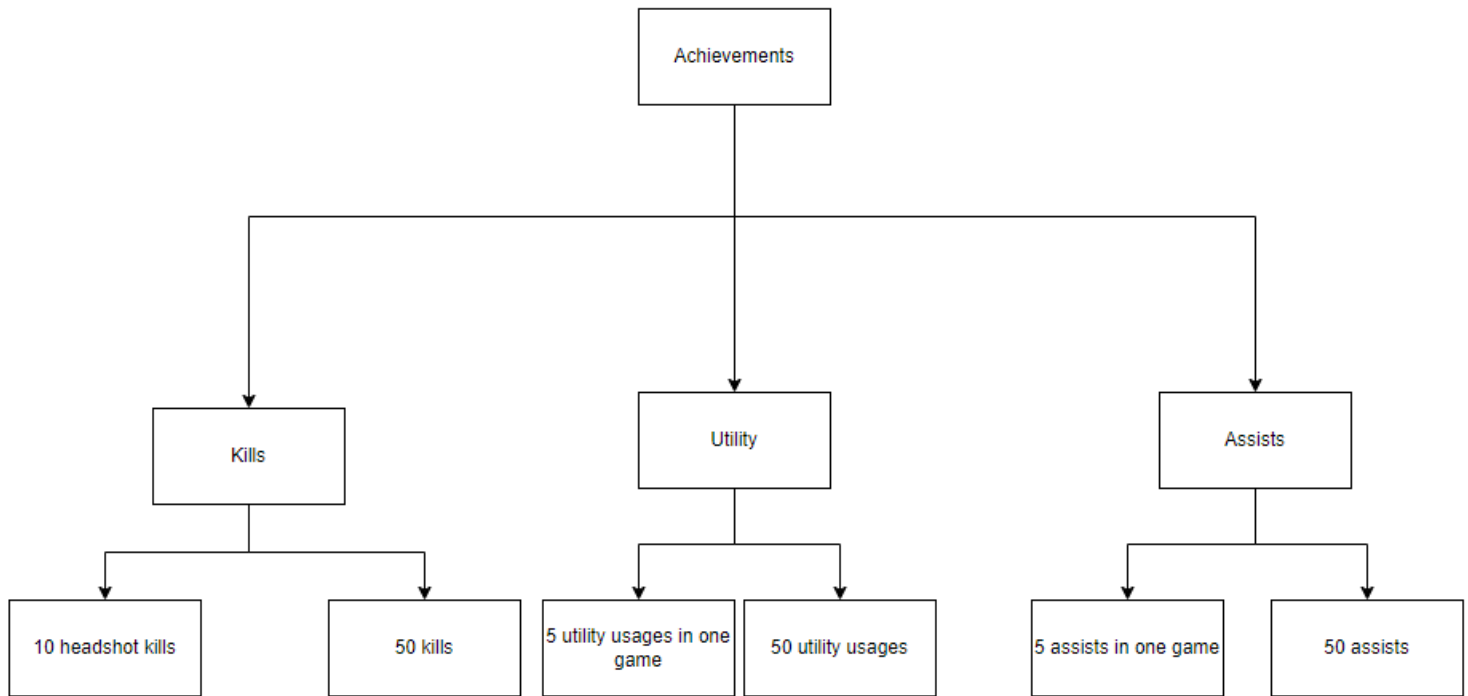 Achievements
Kills
Utility
Assists
10 headshot kills
50 kills
5 utility usages in one
game
50 utility usages
5 assists in one game
50 assists